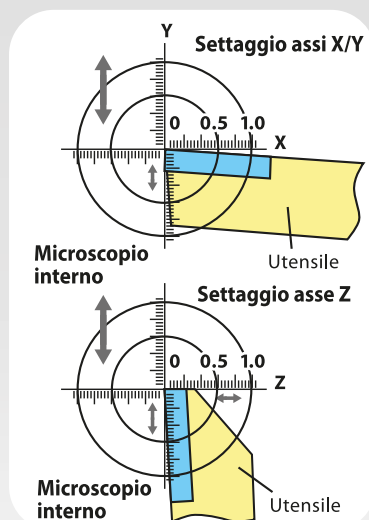 Y
Settaggio assi X/Y
0 0.5 1.0
X
Microscopio
interno
Utensile
Settaggio asse Z
0 0.5 1.0
Z
Microscopio
interno
Utensile